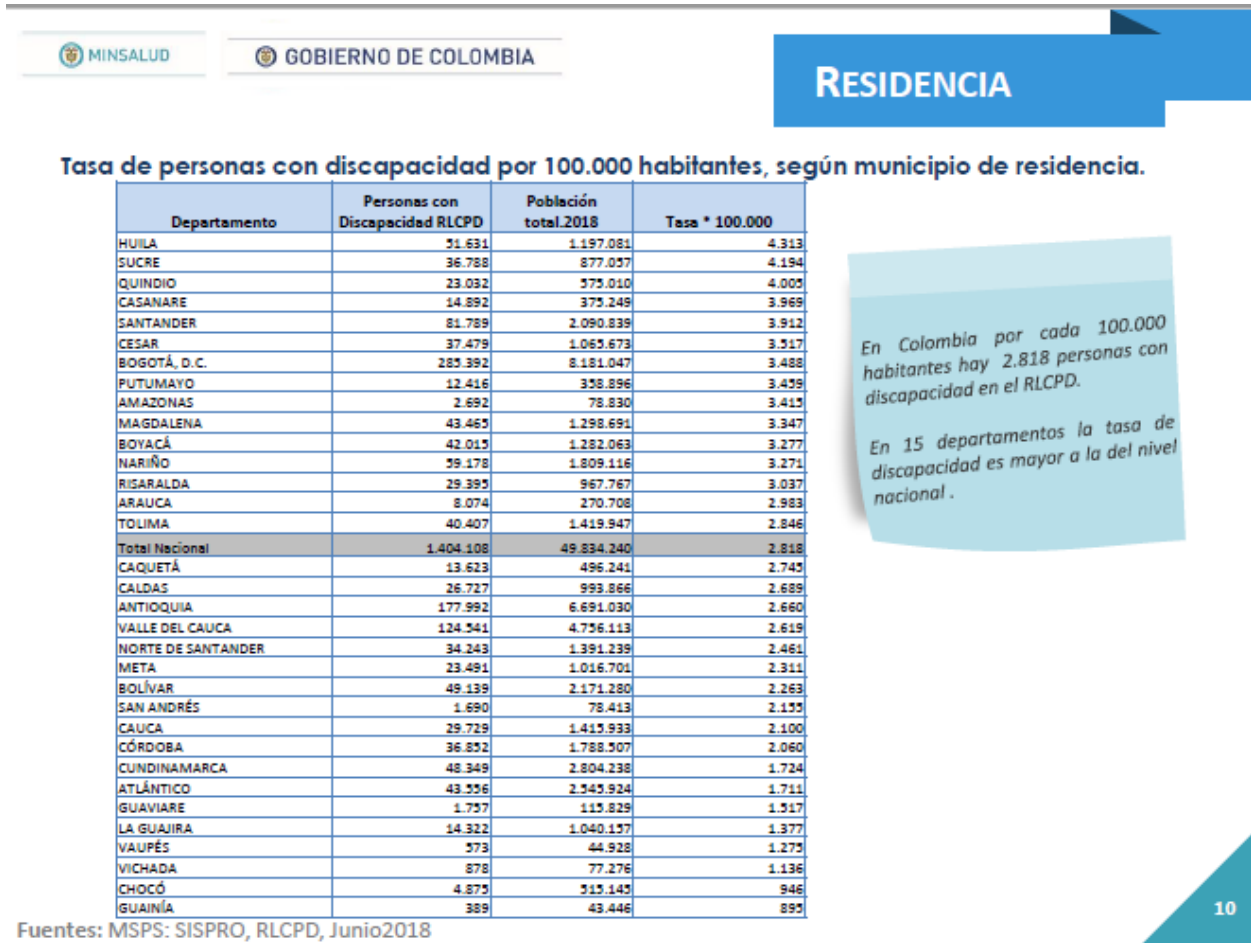 MINSALUD
GOBIERNO DE COLOMBIA
RESIDENCIA
Tasa de personas con discapacidad por 100.000 habitantes, según municipio de residencia.
Departamento Personas con Discapacidad RLCPD Población total.2018 Tasa * 100.000
HUILA 51.631 1.197.081 4.313
SUCRE 36.788 877.057 4.194
QUINDIO 23.032 575.010 4.005
CASANARE 14.892 375.249 3.969
SANTANDER 81.789 2.090.839 3.912
CESAR 37.479 1.065.673 3.517
BOGOTÁ, D.C. 285.392 8.181.047 3.488
PUTUMAYO 12.416 358.896 3.459
AMAZONAS 2.692 78.830 3.415
MAGDALENA 43.465 1.298.691 3.347
BOYACÁ 42.015 1.282.063 3.277
NARIÑO 59.178 1.809.116 3.271
RISARALDA 29.395 967.767 3.037
ARAUCA 8.074 270.708 2.983
TOLIMA 40.407 1.419.947 2.846
Total Nacional 1.404.108 49.834.240 2.818
CAQUETÁ 13.623 496.241 2.745
CALDAS 26.727 993.866 2.689
ANTIOQUIA 177.992 6.691.030 2.660
VALLE DEL CAUCA 124.541 4.756.113 2.619
NORTE DE SANTANDER 34.243 1.391.239 2.461
META 23.491 1.016.701 2.311
BOLÍVAR 49.139 2.171.280 2.263
SAN ANDRÉS 1.690 78.413 2.155
CAUCA 29.729 1.415.933 2.100
CÓRDOBA 36.852 1.788.507 2.060
CUNDINAMARCA 48.349 2.804.238 1.724
ATLÁNTICO 43.556 2.545.924 1.711
GUAVIARE 1.757 115.829 1.517
LA GUAJIRA 14.322 1.040.157 1.377
VAUPÉS 573 44.928 1.275
VICHADA 878 77.276 1.136
CHOCÓ 4.875 515.145 946
GUAINÍA 389 43.446 895
En Colombia por cada 100.000
habitantes hay 2.818 personas con
discapacidad en el RLCPD.
En 15 departamentos la tasa de
discapacidad es mayor a la del nivel
nacional .
Fuentes: MSPS: SISPRO, RLCPD, Junio2018
10